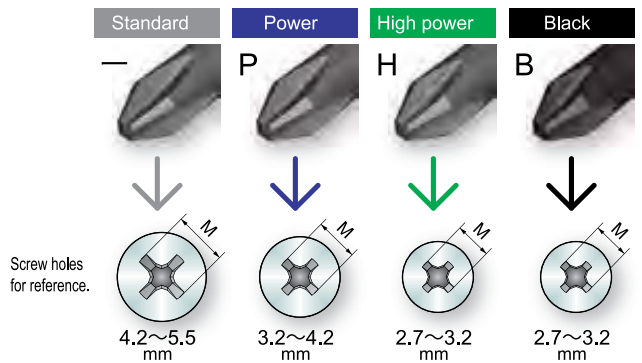 Standard
Power
High power
Black
—
P
H
B
M
M
M
M
Screw holes
for reference.
4.2～5.5
mm
3.2～4.2
mm
2.7～3.2
mm
2.7～3.2
mm